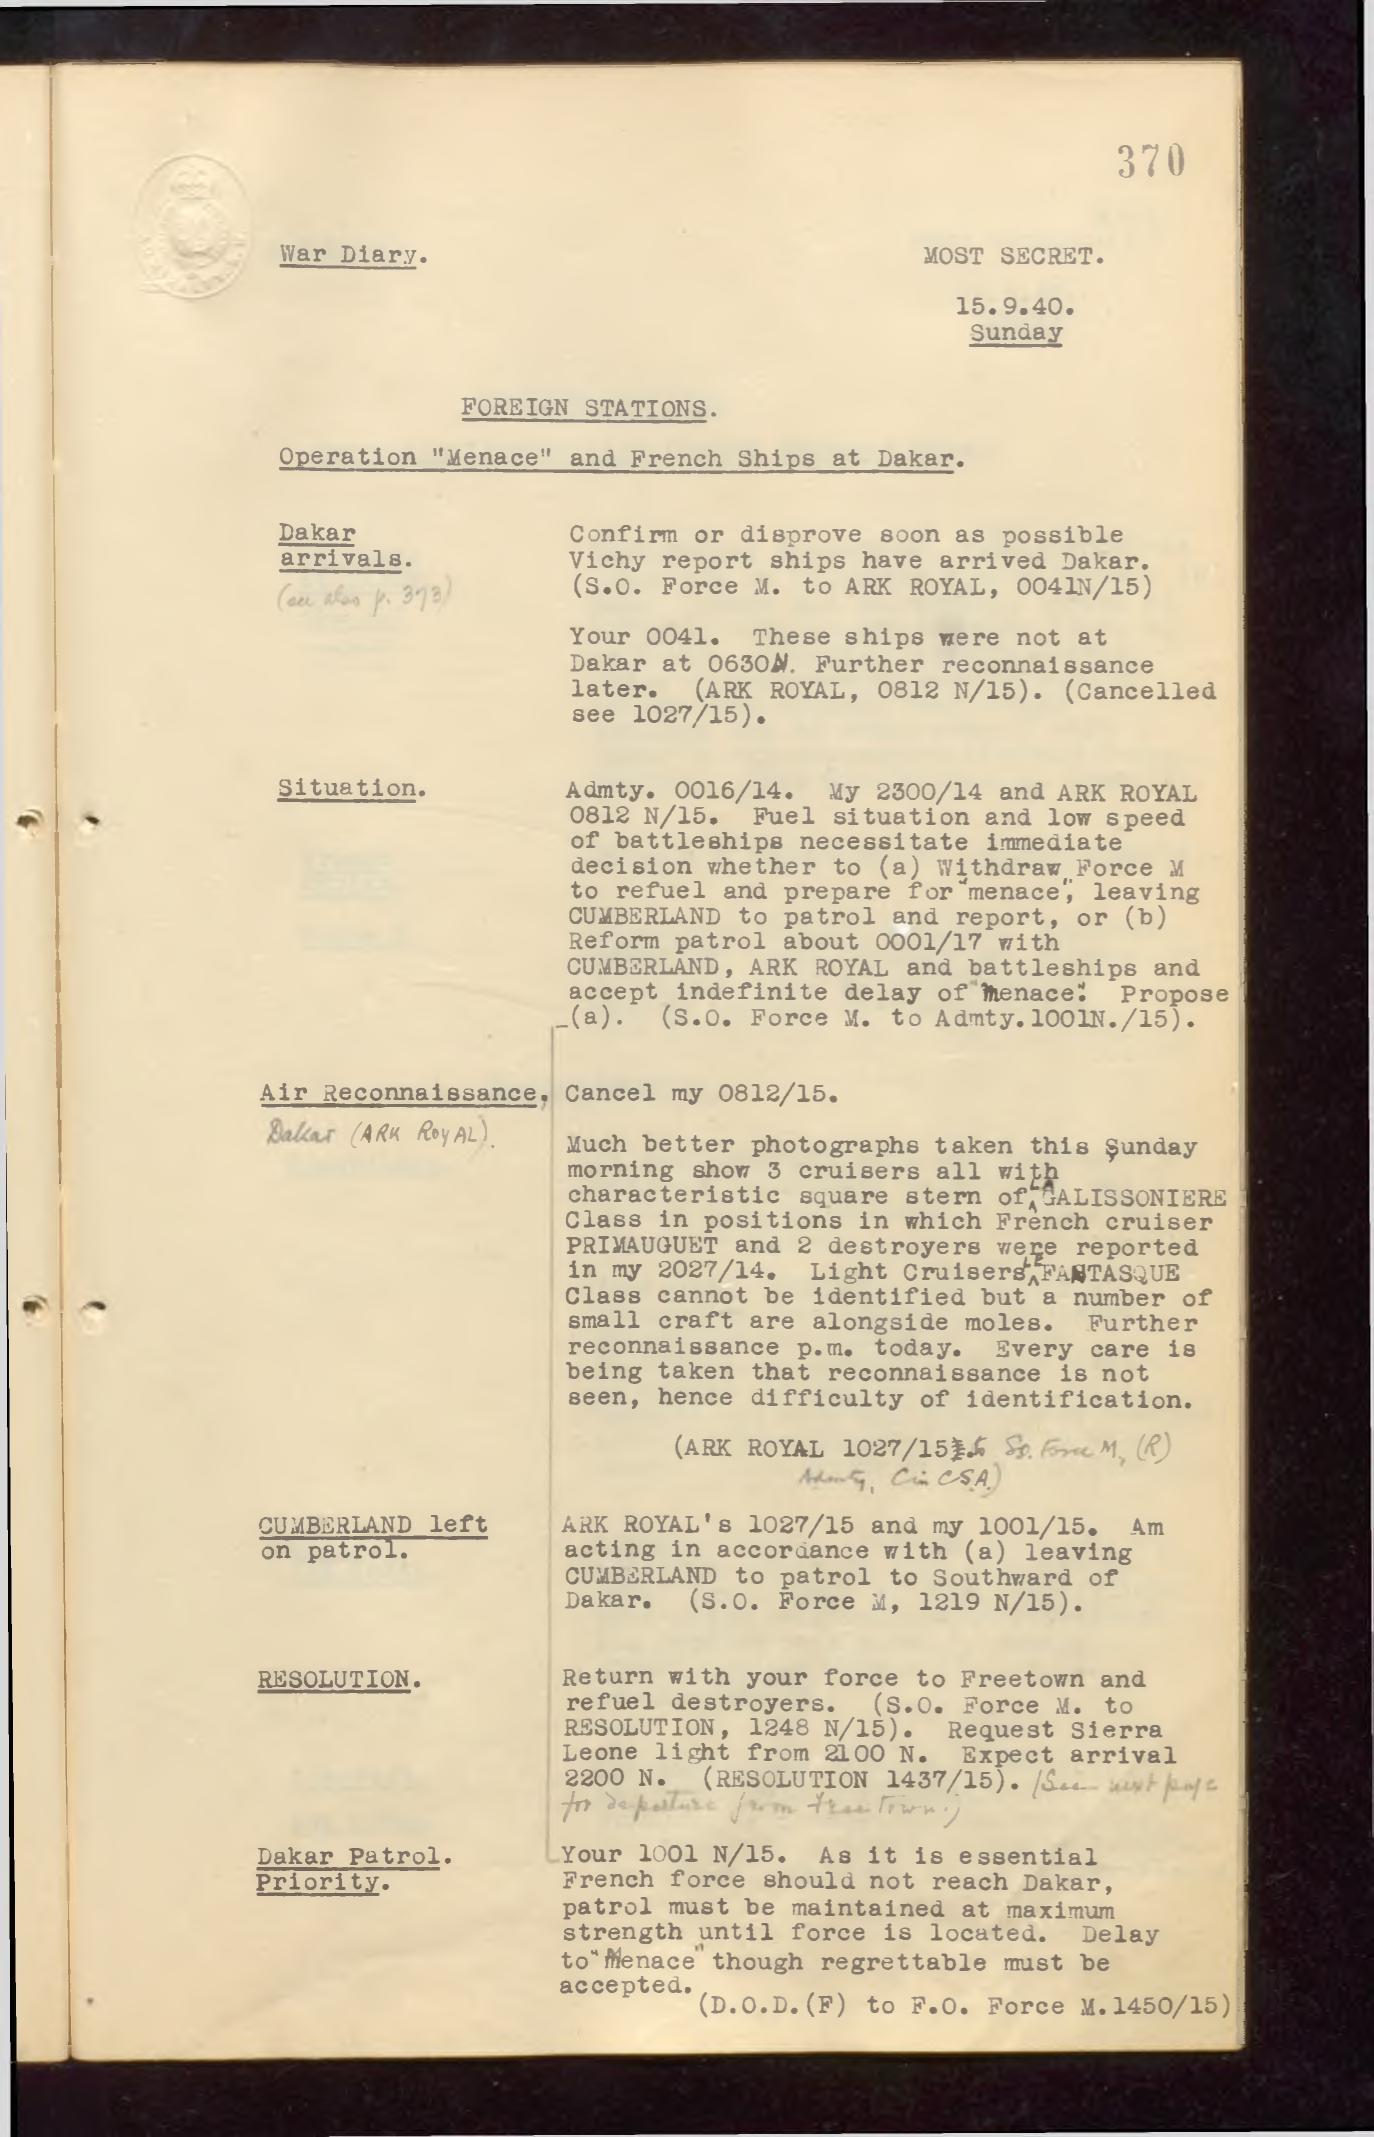 370
War Diary.
MOST SECRET.
15.9.40.
Sunday
FOREIGN STATIONS.
Operation "Menace" and French Ships at Dakar.
Dakar
arrivals.
(see also p. 373)
Confirm or disprove soon as possible
Vichy report ships have arrived Dakar.
(S.O. Force M. to ARK ROYAL, 0041N/15)
Your 0041. These ships were not at
Dakar at 0630N. Further reconnaissance
later. (ARK ROYAL, 0812 N/15). (Cancelled
see 1027/15).
Situation.
Admty. 0016/14. My 2300/14 and ARK ROYAL
0812 N/15. Fuel situation and low speed
of battleships necessitate immediate
decision whether to (a) Withdraw Force M
to refuel and prepare for "menace", leaving
CUMBERLAND to patrol and report, or (b)
Reform patrol about 0001/17 with
CUMBERLAND, ARK ROYAL and battleships and
accept indefinite delay of "Menace". Propose
(a). (S.O. Force M. to Admty.1001N./15).
Air Reconnaissance,
Dakar (ARK ROYAL).
Cancel my 0812/15.
Much better photographs taken this Sunday
morning show 3 cruisers all with
characteristic square stern of LA GALISSONIERE
Class in positions in which French cruiser
PRIMAUGUET and 2 destroyers were reported
in my 2027/14. Light Cruisers LE FANTASQUE
Class cannot be identified but a number of
small craft are alongside moles. Further
reconnaissance p.m. today. Every care is
being taken that reconnaissance is not
seen, hence difficulty of identification.
(ARK ROYAL 1027/15 to S.O. Force M, (R)
Admty, C in C S.A.)
CUMBERLAND left
on patrol.
ARK ROYAL's 1027/15 and my 1001/15. Am
acting in accordance with (a) leaving
CUMBERLAND to patrol to Southward of
Dakar. (S.O. Force M, 1219 N/15).
RESOLUTION.
Return with your force to Freetown and
refuel destroyers. (S.O. Force M. to
RESOLUTION, 1248 N/15). Request Sierra
Leone light from 2100 N. Expect arrival
2200 N. (RESOLUTION 1437/15). (See next page
for departure from Freetown.)
Dakar Patrol.
Priority.
Your 1001 N/15. As it is essential
French force should not reach Dakar,
patrol must be maintained at maximum
strength until force is located. Delay
to "Menace" though regrettable must be
accepted.
(D.O.D.(F) to F.O. Force M.1450/15)